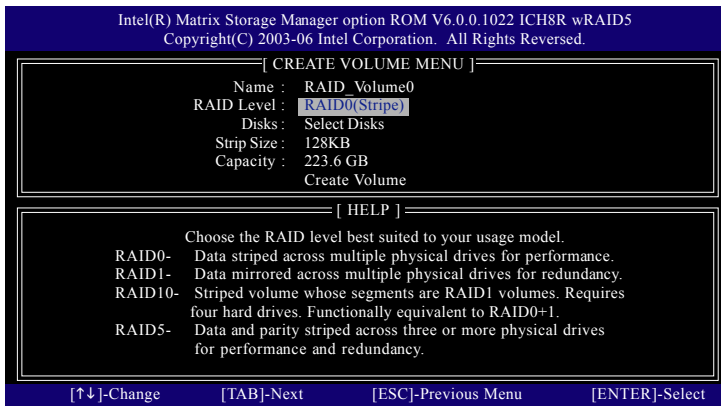 Intel(R) Matrix Storage Manager option ROM V6.0.0.1022 ICH8R wRAID5
Copyright(C) 2003-06 Intel Corporation. All Rights Reversed.
[ CREATE VOLUME MENU ]
Name : RAID_Volume0
RAID Level : RAID0(Stripe)
Disks : Select Disks
Strip Size : 128KB
Capacity : 223.6 GB
Create Volume
[ HELP ]
Choose the RAID level best suited to your usage model.
RAID0- Data striped across multiple physical drives for performance.
RAID1- Data mirrored across multiple physical drives for redundancy.
RAID10- Striped volume whose segments are RAID1 volumes. Requires
four hard drives. Functionally equivalent to RAID0+1.
RAID5- Data and parity striped across three or more physical drives
for performance and redundancy.
[↑↓]-Change [TAB]-Next [ESC]-Previous Menu [ENTER]-Select